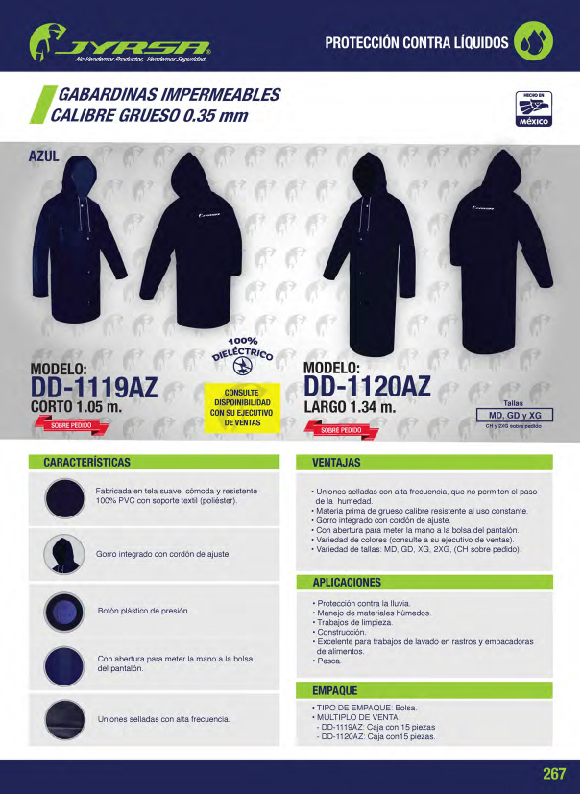 JYRSA®
No Vendemos Productos, Vendemos Seguridad.
PROTECCIÓN CONTRA LÍQUIDOS
GABARDINAS IMPERMEABLES
CALIBRE GRUESO 0.35 mm
HECHO EN
MÉXICO
AZUL
JYRSA
JYRSA
100%
DIELÉCTRICO
MODELO:
DD-1119AZ
CORTO 1.05 m.
SOBRE PEDIDO
CONSULTE
DISPOINIBILIDAD
CON SU EJECUTIVO
DE VENTAS
MODELO:
DD-1120AZ
LARGO 1.34 m.
SOBRE PEDIDO
Tallas
MD, GD y XG
CH y 2XG sobre pedido
CARACTERÍSTICAS
Fabricada en tela suave, cómoda y resistente
100% PVC con soporte textil (poliéster).
Gorro integrado con cordón de ajuste
Botón plástico de presión.
Con abertura para meter la mano a la bolsa
del pantalón.
Uniones selladas con alta frecuencia.
VENTAJAS
• Uniones selladas con alta frecuencia, que no permiten el paso
de la humedad.
• Materia prima de grueso calibre resistente al uso constante.
• Gorro integrado con cordón de ajuste.
• Con abertura para meter la mano a la bolsa del pantalón.
• Variedad de colores (consulte a su ejecutivo de ventas).
• Variedad de tallas: MD, GD, XG, 2XG, (CH sobre pedido)
APLICACIONES
• Protección contra la lluvia.
• Manejo de materiales húmedos.
• Trabajos de limpieza.
• Construcción.
• Excelente para trabajos de lavado en rastros y empacadoras
de alimentos.
• Pesca.
EMPAQUE
• TIPO DE EMPAQUE: Bolsa.
• MÚLTIPLO DE VENTA
- DD-1119AZ: Caja con 15 piezas
- DD-1120AZ: Caja con15 piezas.
267